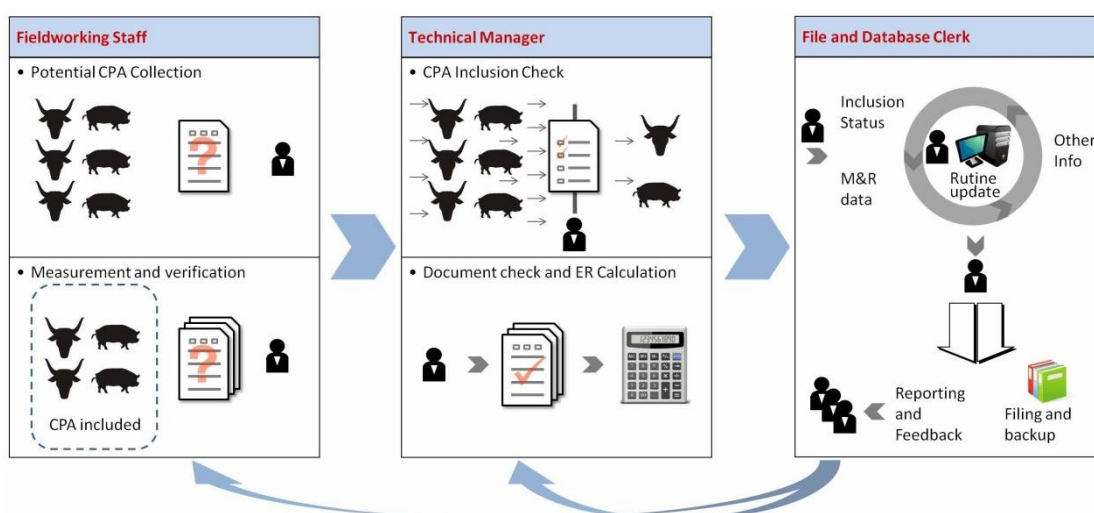 Fieldworking Staff
• Potential CPA Collection
?
• Measurement and verification
?
CPA included
Technical Manager
• CPA Inclusion Check
• Document check and ER Calculation
1234567890
File and Database Clerk
Inclusion
Status
M&R
data
Rutine
update
Other
Info
Reporting
and
Feedback
Filing and
backup